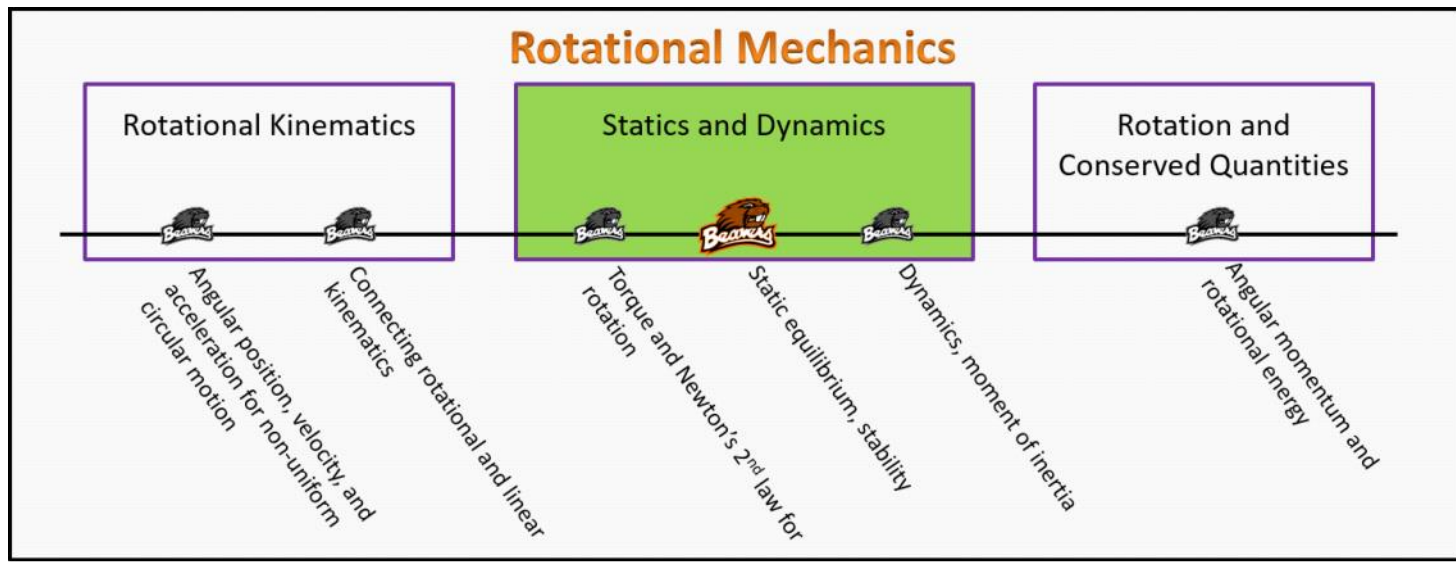 Rotational Mechanics
Rotational Kinematics
Statics and Dynamics
Rotation and
Conserved Quantities
Beavers
Beavers
Beavers
Beavers
Beavers
Beavers
Angular position, velocity, and
acceleration for non-uniform
circular motion
Connecting rotational and linear
kinematics
Torque and Newton's 2nd law for
rotation
Static equilibrium, stability
Dynamics, moment of inertia
Angular momentum and
rotational energy